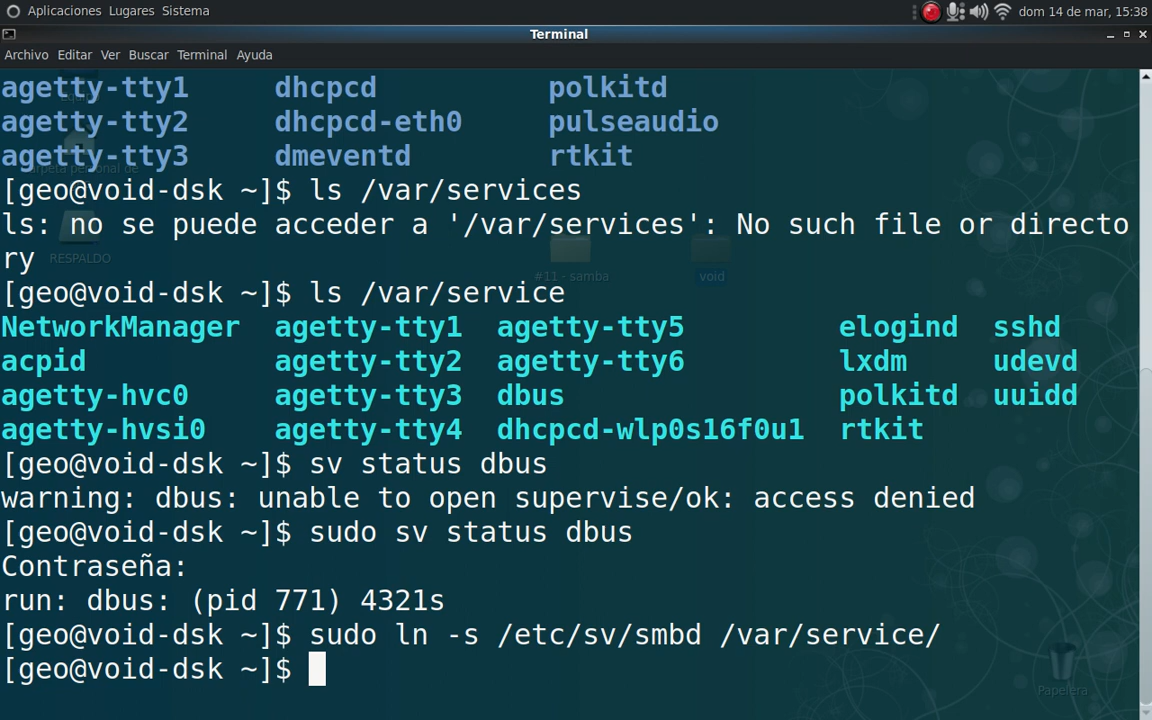 Aplicaciones Lugares Sistema
dom 14 de mar, 15:38
Terminal
Archivo Editar Ver Buscar Terminal Ayuda
agetty-tty1 dhcpcd polkitd
agetty-tty2 dhcpcd-eth0 pulseaudio
agetty-tty3 dmeventd rtkit
[geo@void-dsk ~]$ ls /var/services
ls: no se puede acceder a '/var/services': No such file or directo
ry
[geo@void-dsk ~]$ ls /var/service
NetworkManager agetty-tty1 agetty-tty5 elogind sshd
acpid agetty-tty2 agetty-tty6 lxdm udevd
agetty-hvc0 agetty-tty3 dbus polkitd uuidd
agetty-hvsi0 agetty-tty4 dhcpcd-wlp0s16f0u1 rtkit
[geo@void-dsk ~]$ sv status dbus
warning: dbus: unable to open supervise/ok: access denied
[geo@void-dsk ~]$ sudo sv status dbus
Contraseña:
run: dbus: (pid 771) 4321s
[geo@void-dsk ~]$ sudo ln -s /etc/sv/smbd /var/service/
[geo@void-dsk ~]$
RESPALDO
#11 - samba
void
Papelera